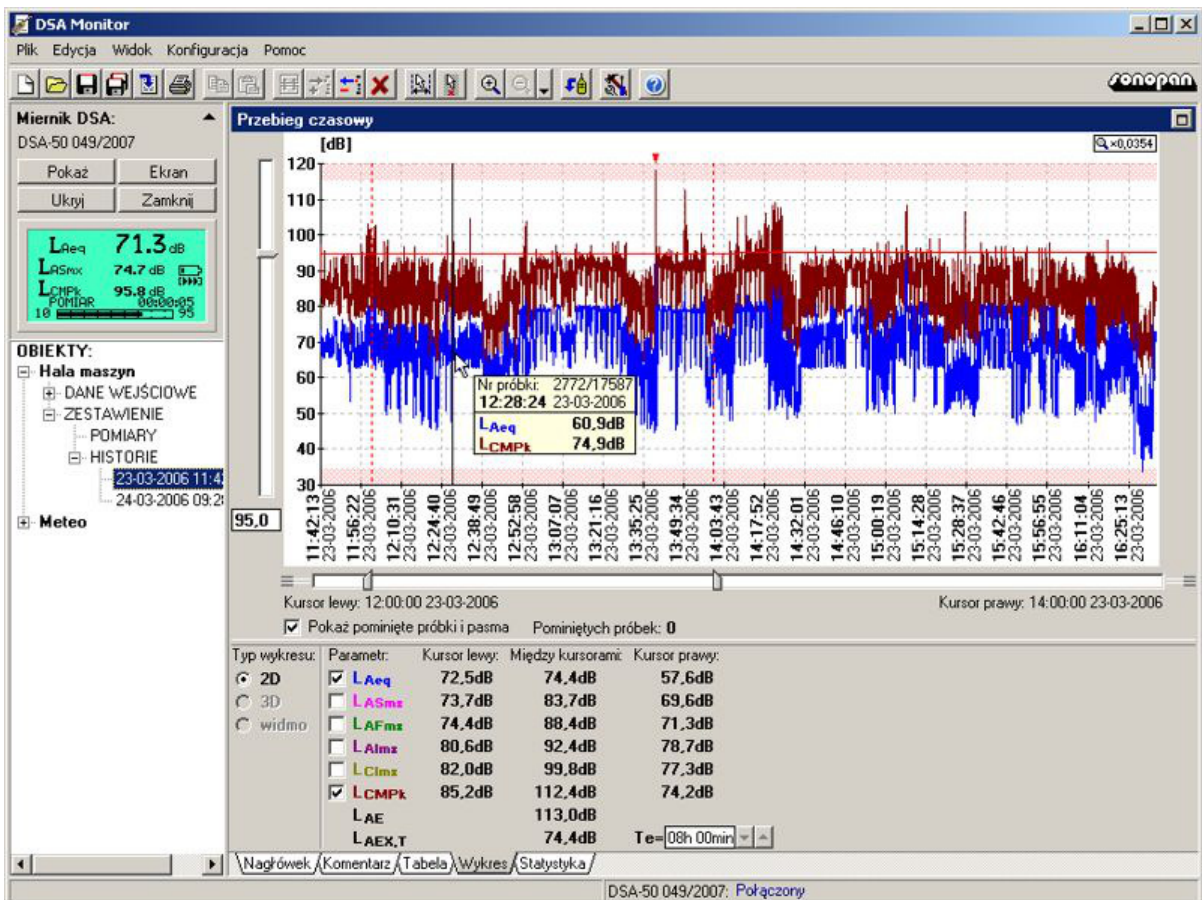 DSA Monitor
Plik Edycja Widok Konfiguracja Pomoc
sonopan
Miernik DSA:
DSA-50 049/2007
Pokaż Ekran
Ukryj Zamknij
LAeq 71.3 dB
LASmx 74.7 dB
LCMPk 95.8 dB
POMIAR 00:00:05
10 95
OBIEKTY:
Hala maszyn
DANE WEJŚCIOWE
ZESTAWIENIE
POMIARY
HISTORIE
23-03-2006 11:42
24-03-2006 09:28
Meteo
Przebieg czasowy
[dB]
×0,0354
120
110
100
90
80
70
60
50
40
30
95,0
Nr próbki: 2772/17587
12:28:24 23-03-2006
LAeq 60,9dB
LCMPk 74,9dB
11:42:13 23-03-2006
11:56:22 23-03-2006
12:10:31 23-03-2006
12:24:40 23-03-2006
12:38:49 23-03-2006
12:52:58 23-03-2006
13:07:07 23-03-2006
13:21:16 23-03-2006
13:35:25 23-03-2006
13:49:34 23-03-2006
14:03:43 23-03-2006
14:17:52 23-03-2006
14:32:01 23-03-2006
14:46:10 23-03-2006
15:00:19 23-03-2006
15:14:28 23-03-2006
15:28:37 23-03-2006
15:42:46 23-03-2006
15:56:55 23-03-2006
16:11:04 23-03-2006
16:25:13 23-03-2006
Kursor lewy: 12:00:00 23-03-2006 Kursor prawy: 14:00:00 23-03-2006
Pokaż pominięte próbki i pasma Pominiętych próbek: 0
Typ wykresu: Parametr: Kursor lewy: Między kursorami: Kursor prawy:
2D LAeq 72,5dB 74,4dB 57,6dB
3D LASmx 73,7dB 83,7dB 69,6dB
widmo LAFmx 74,4dB 88,4dB 71,3dB
LAImx 80,6dB 92,4dB 78,7dB
LCImx 82,0dB 99,8dB 77,3dB
LCMPk 85,2dB 112,4dB 74,2dB
LAE 113,0dB
LAEX,T 74,4dB Te= 08h 00min
Nagłówek Komentarz Tabela Wykres Statystyka
DSA-50 049/2007: Połączony